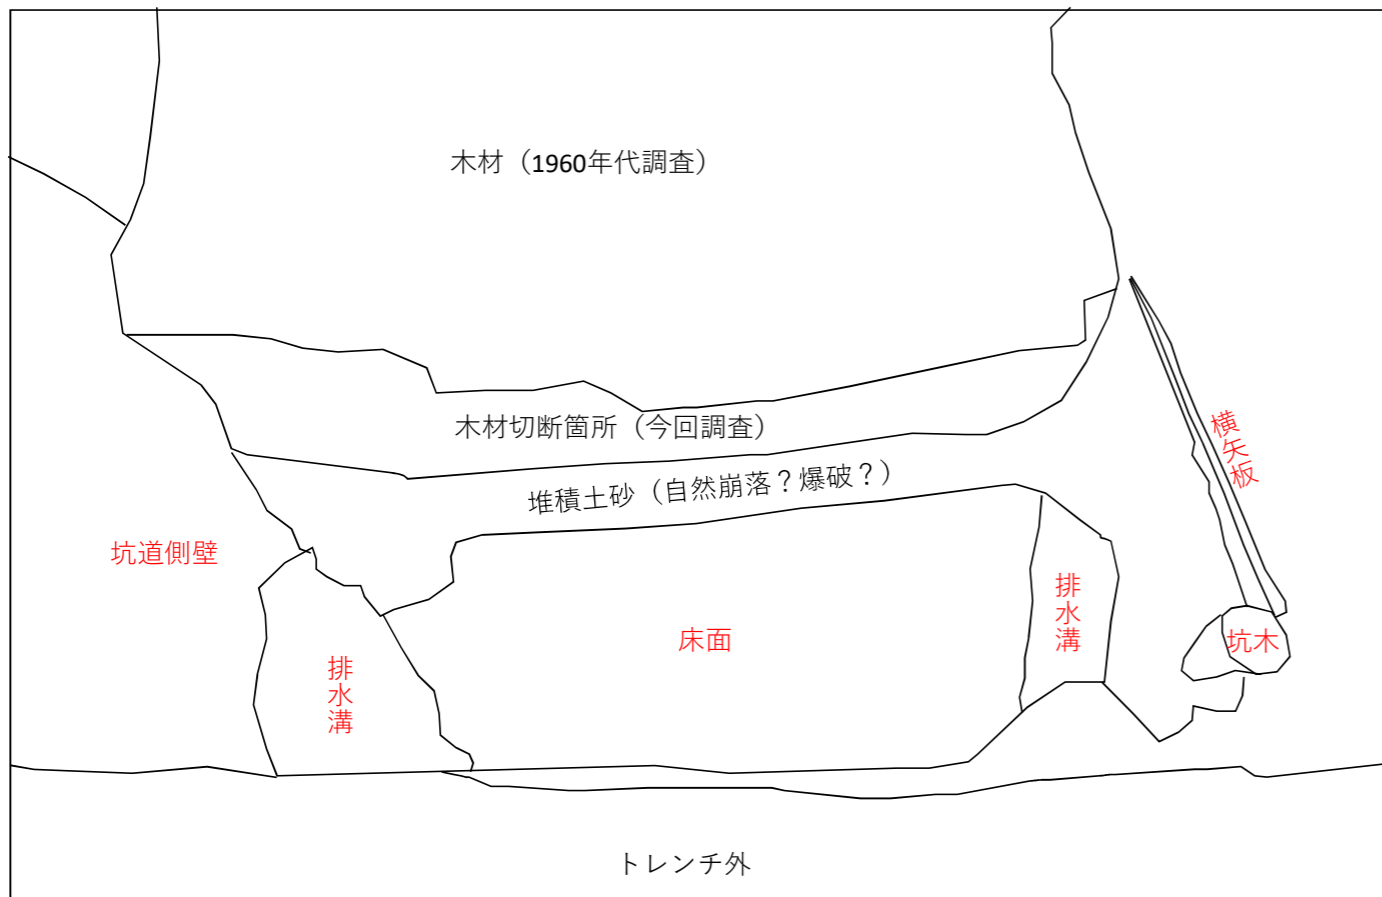 木材（1960年代調査）
木材切断箇所（今回調査）
堆積土砂（自然崩落？爆破？）
横矢板
坑道側壁
排水溝
床面
排水溝
坑木
トレンチ外